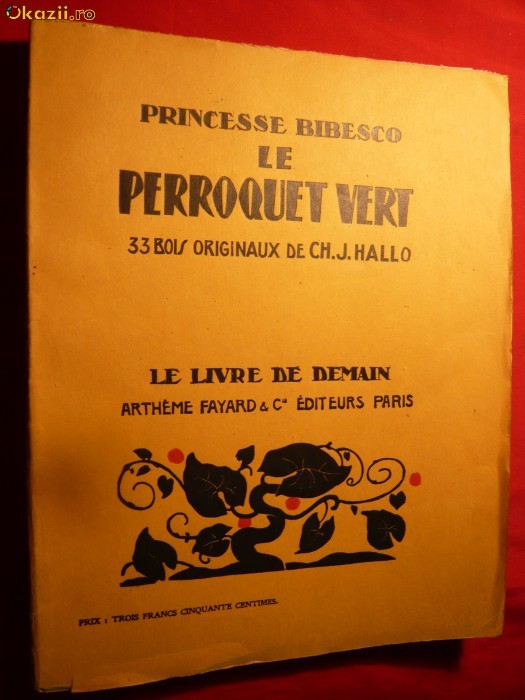 Okazii.ro
PRINCESSE BIBESCO
LE
PERROQUET VERT
33 BOIS ORIGINAUX DE CH. J. HALLO
LE LIVRE DE DEMAIN
ARTHÈME FAYARD & Cie ÉDITEURS PARIS
PRIX : TROIS FRANCS CINQUANTE CENTIMES.